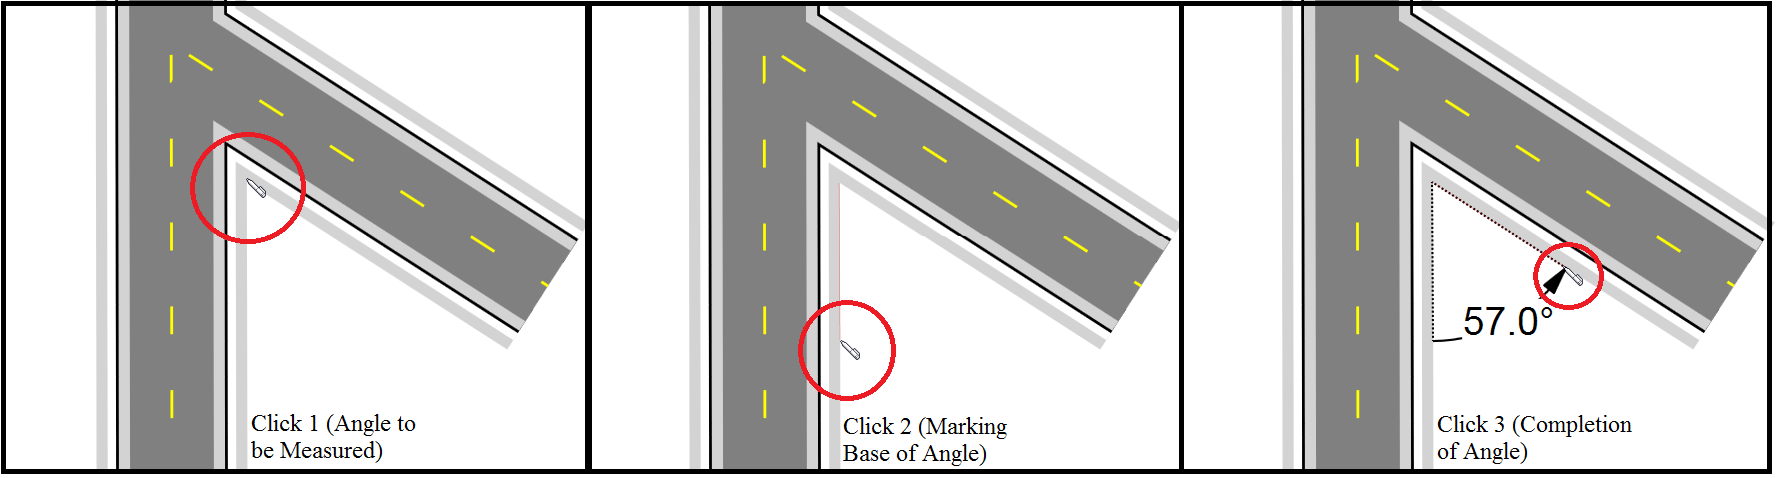 Click 1 (Angle to
be Measured)
Click 2 (Marking
Base of Angle)
57.0°
Click 3 (Completion
of Angle)